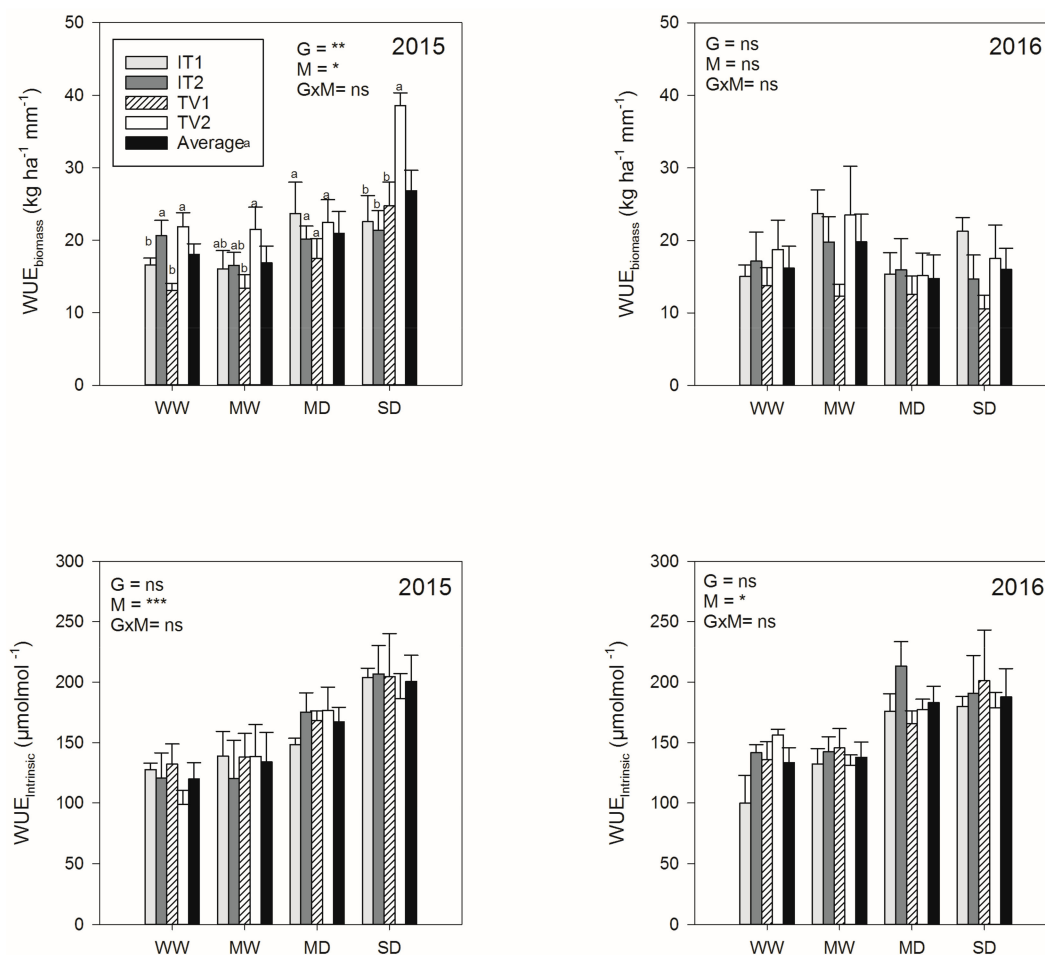 50
40
30
20
10
0
WUEbiomass (kg ha-1 mm-1)
IT1
IT2
TV1
TV2
Averagea
G = **
M = *
GxM= ns
2015
b a b a
ab ab b a
a a a a
b b b a
WW MW MD SD
50
40
30
20
10
0
WUEbiomass (kg ha-1 mm-1)
G = ns
M = ns
GxM= ns
2016
WW MW MD SD
300
250
200
150
100
50
0
WUEIntrinsic (µmolmol -1)
G = ns
M = ***
GxM= ns
2015
WW MW MD SD
300
250
200
150
100
50
0
WUEIntrinsic (µmolmol -1)
G = ns
M = *
GxM= ns
2016
WW MW MD SD